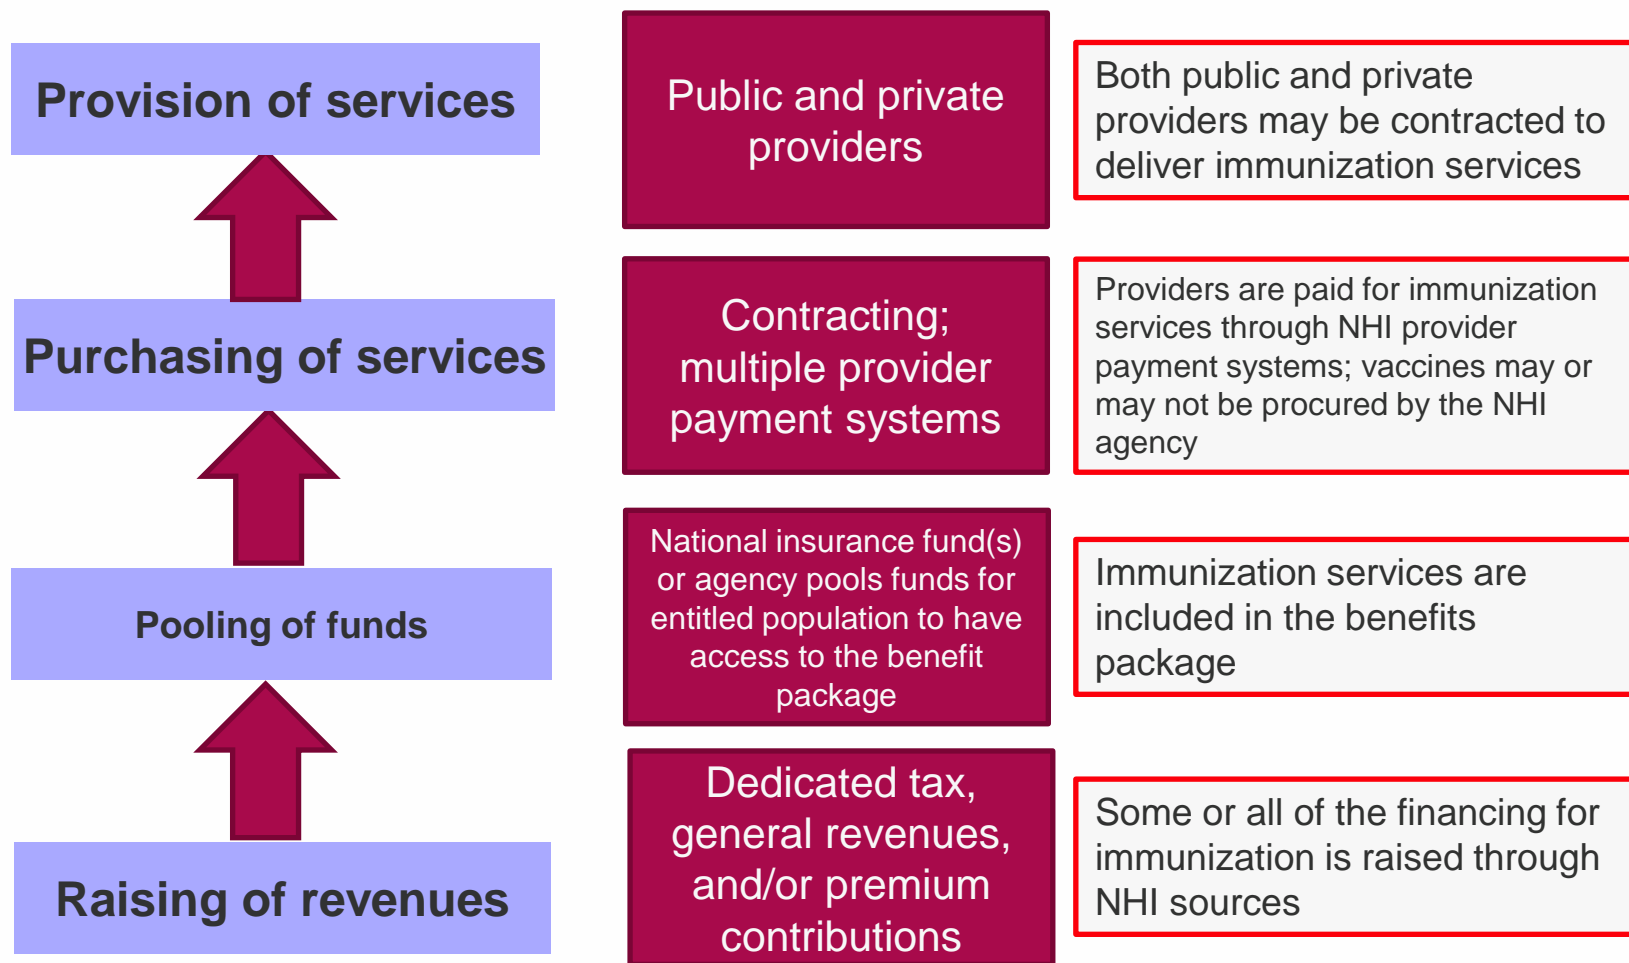 Provision of services
Public and private
providers
Both public and private
providers may be contracted to
deliver immunization services
Purchasing of services
Contracting;
multiple provider
payment systems
Providers are paid for immunization
services through NHI provider
payment systems; vaccines may or
may not be procured by the NHI
agency
Pooling of funds
National insurance fund(s)
or agency pools funds for
entitled population to have
access to the benefit
package
Immunization services are
included in the benefits
package
Raising of revenues
Dedicated tax,
general revenues,
and/or premium
contributions
Some or all of the financing for
immunization is raised through
NHI sources